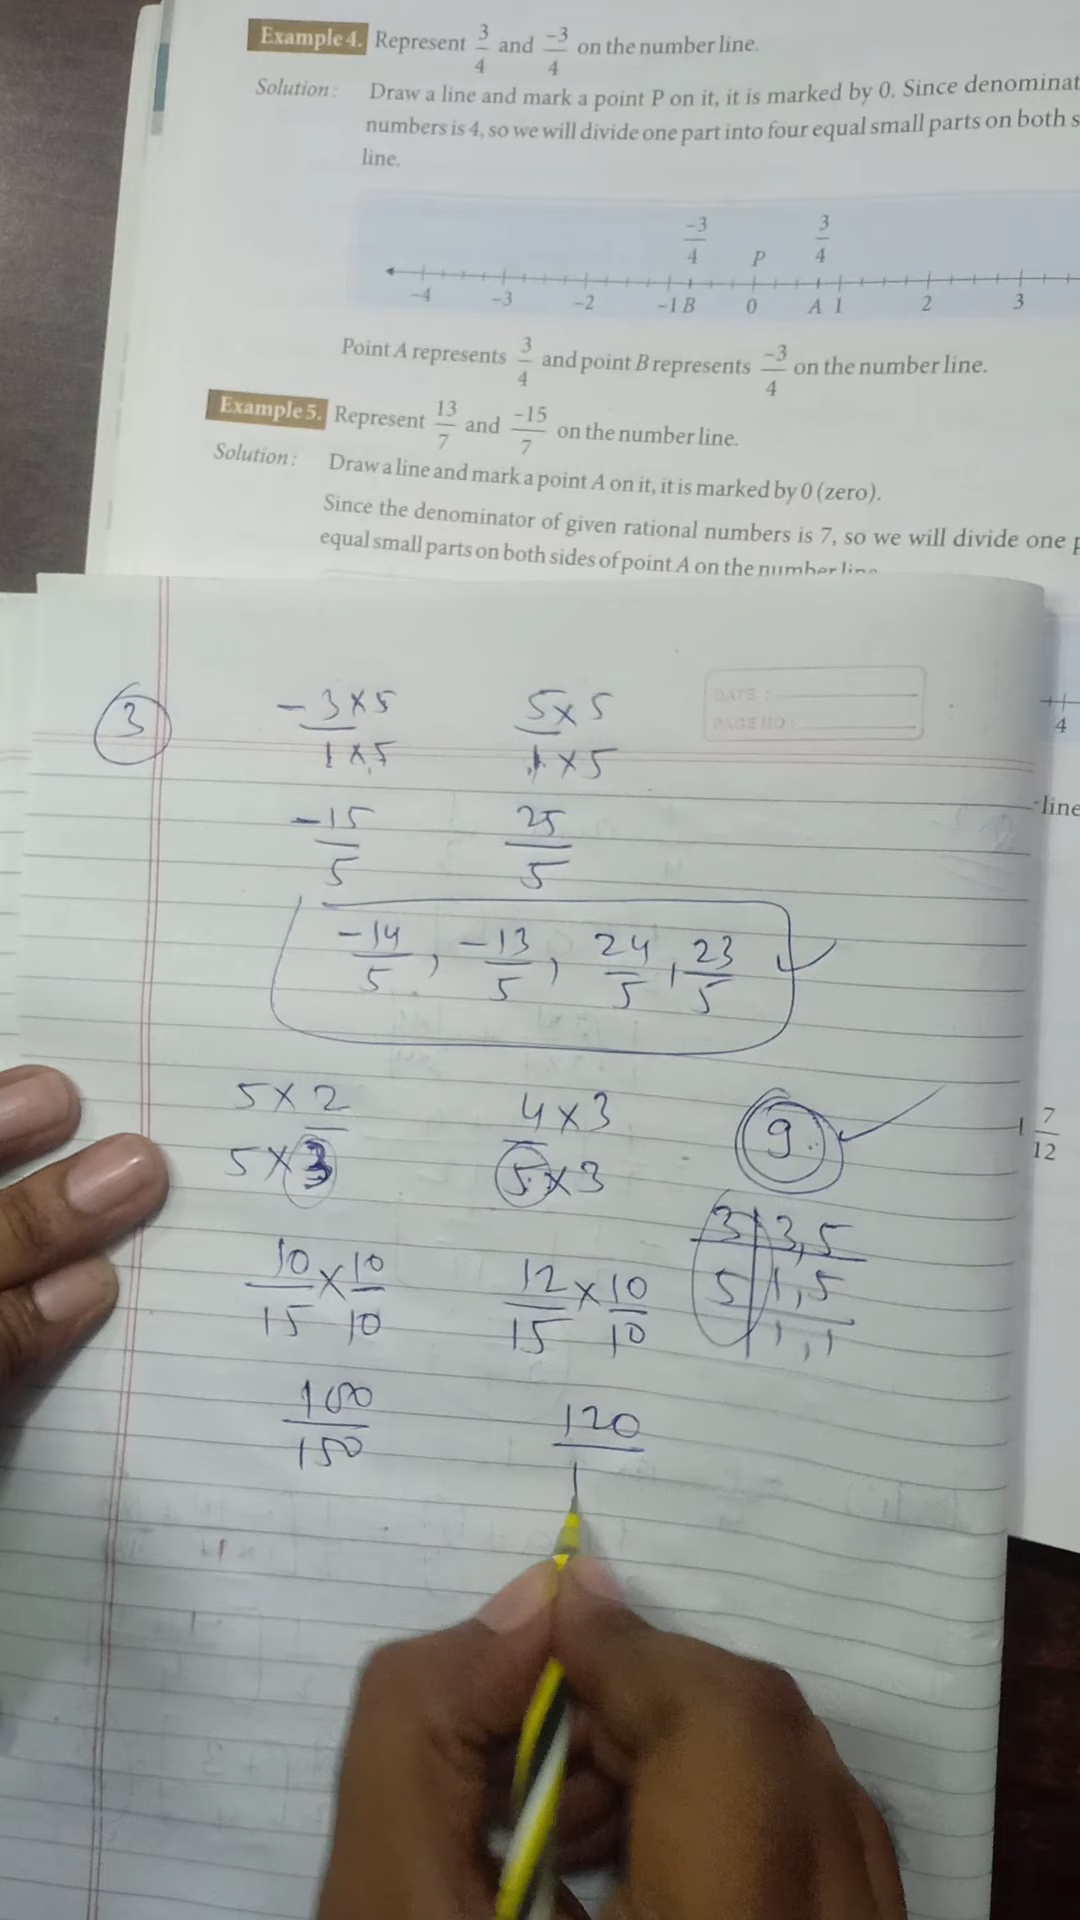 Example 4. Represent 3/4 and -3/4 on the number line.
Solution: Draw a line and mark a point P on it, it is marked by 0. Since denominat
numbers is 4, so we will divide one part into four equal small parts on both s
line.
-3/4 P 3/4
-4 -3 -2 -1 B 0 A 1 2 3
Point A represents 3/4 and point B represents -3/4 on the number line.
Example 5. Represent 13/7 and -15/7 on the number line.
Solution: Draw a line and mark a point A on it, it is marked by 0 (zero).
Since the denominator of given rational numbers is 7, so we will divide one p
equal small parts on both sides of point A on the number line
DATE :
PAGE NO :
4
line
7/12
3
-3×5/1×5 5×5/1×5
-15/5 25/5
-14/5, -13/5, 24/5, 23/5
5×2/5×3 4×3/5×3 9.
3 | 3, 5
5 | 1, 5
1, 1
10/15 × 10/10 12/15 × 10/10
100/150 120/1